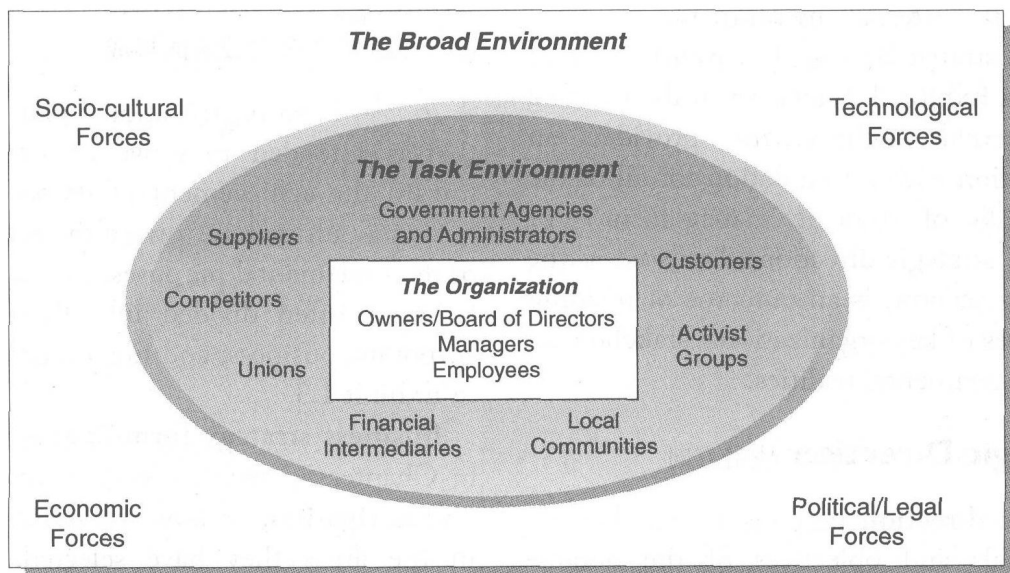 The Broad Environment
Socio-cultural
Forces
Technological
Forces
The Task Environment
Government Agencies
and Administrators
Suppliers
Customers
Competitors
The Organization
Owners/Board of Directors
Managers
Employees
Activist
Groups
Unions
Financial
Intermediaries
Local
Communities
Economic
Forces
Political/Legal
Forces